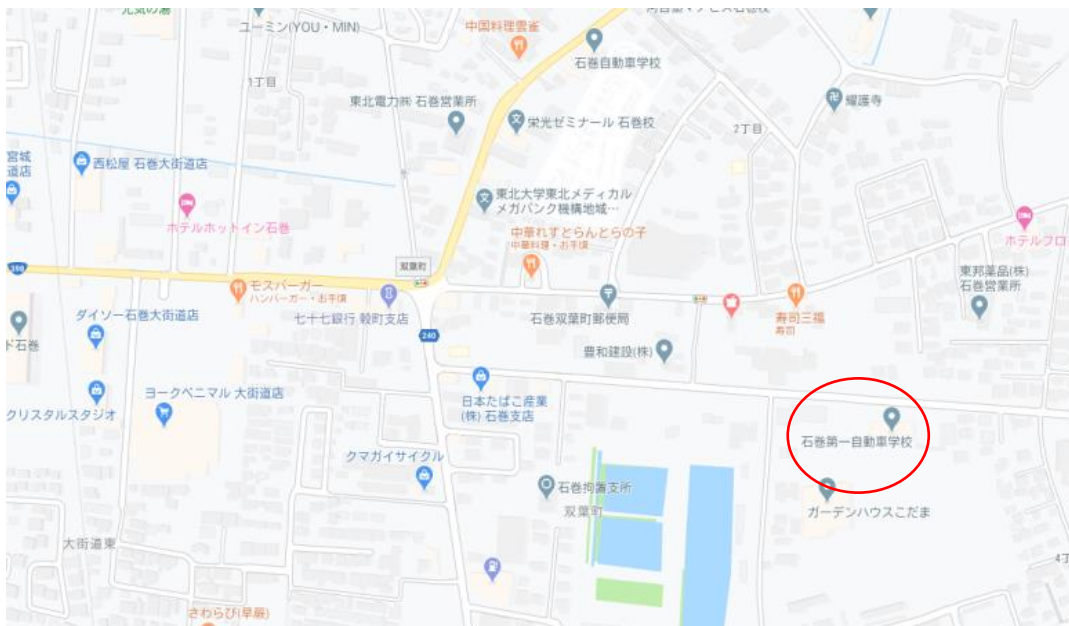 元気の湯
ユーミン(YOU・MIN)
中国料理雲雀
石巻自動車学校
1丁目
東北電力㈱ 石巻営業所
栄光ゼミナール 石巻校
2丁目
耀護寺
宮城
道店
西松屋 石巻大街道店
東北大学東北メディカル
メガバンク機構地域…
ホテルホットイン石巻
中華れすとらんとらの子
中華料理・お手頃
ホテルフロ
双葉町
398
モスバーガー
ハンバーガー・お手頃
東邦薬品(株)
石巻営業所
ダイソー石巻大街道店
七十七銀行 穀町支店
石巻双葉町郵便局
寿司三福
寿司
ド石巻
240
豊和建設(株)
ヨークベニマル 大街道店
クリスタルスタジオ
日本たばこ産業
(株) 石巻支店
石巻第一自動車学校
クマガイサイクル
石巻拘置支所
双葉町
ガーデンハウスこだま
大街道東
4丁
さわらび(早蕨)